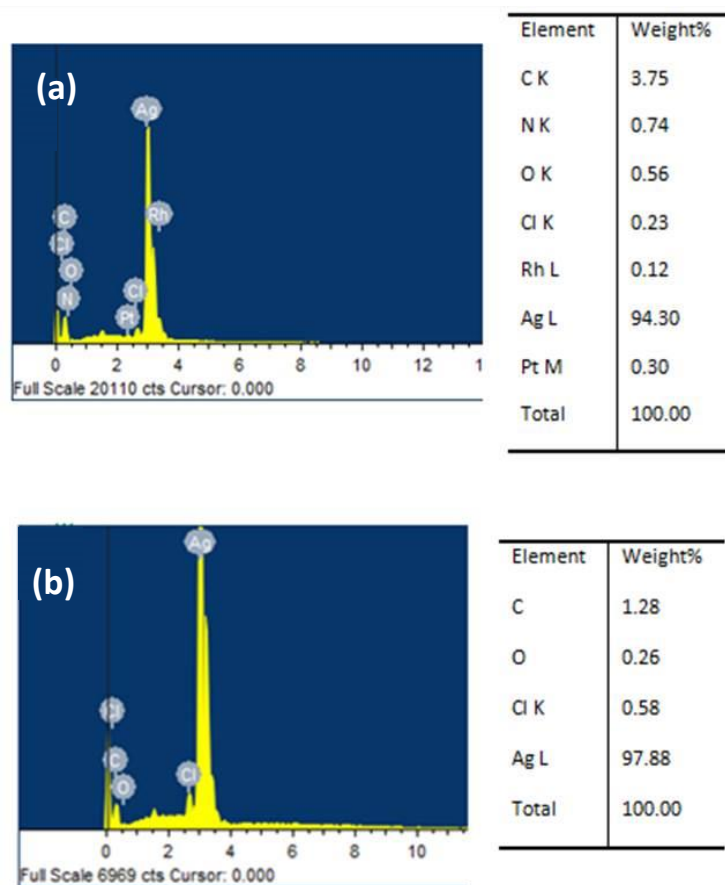 (a)
Ag
Rh
C
Cl
O
N
Cl
Pt
0 2 4 6 8 10 12 1
Full Scale 20110 cts Cursor: 0.000
Element Weight%
C K 3.75
N K 0.74
O K 0.56
Cl K 0.23
Rh L 0.12
Ag L 94.30
Pt M 0.30
Total 100.00
(b)
Ag
Cl
C
O
Cl
0 2 4 6 8 10
Full Scale 6969 cts Cursor: 0.000
Element Weight%
C 1.28
O 0.26
Cl K 0.58
Ag L 97.88
Total 100.00